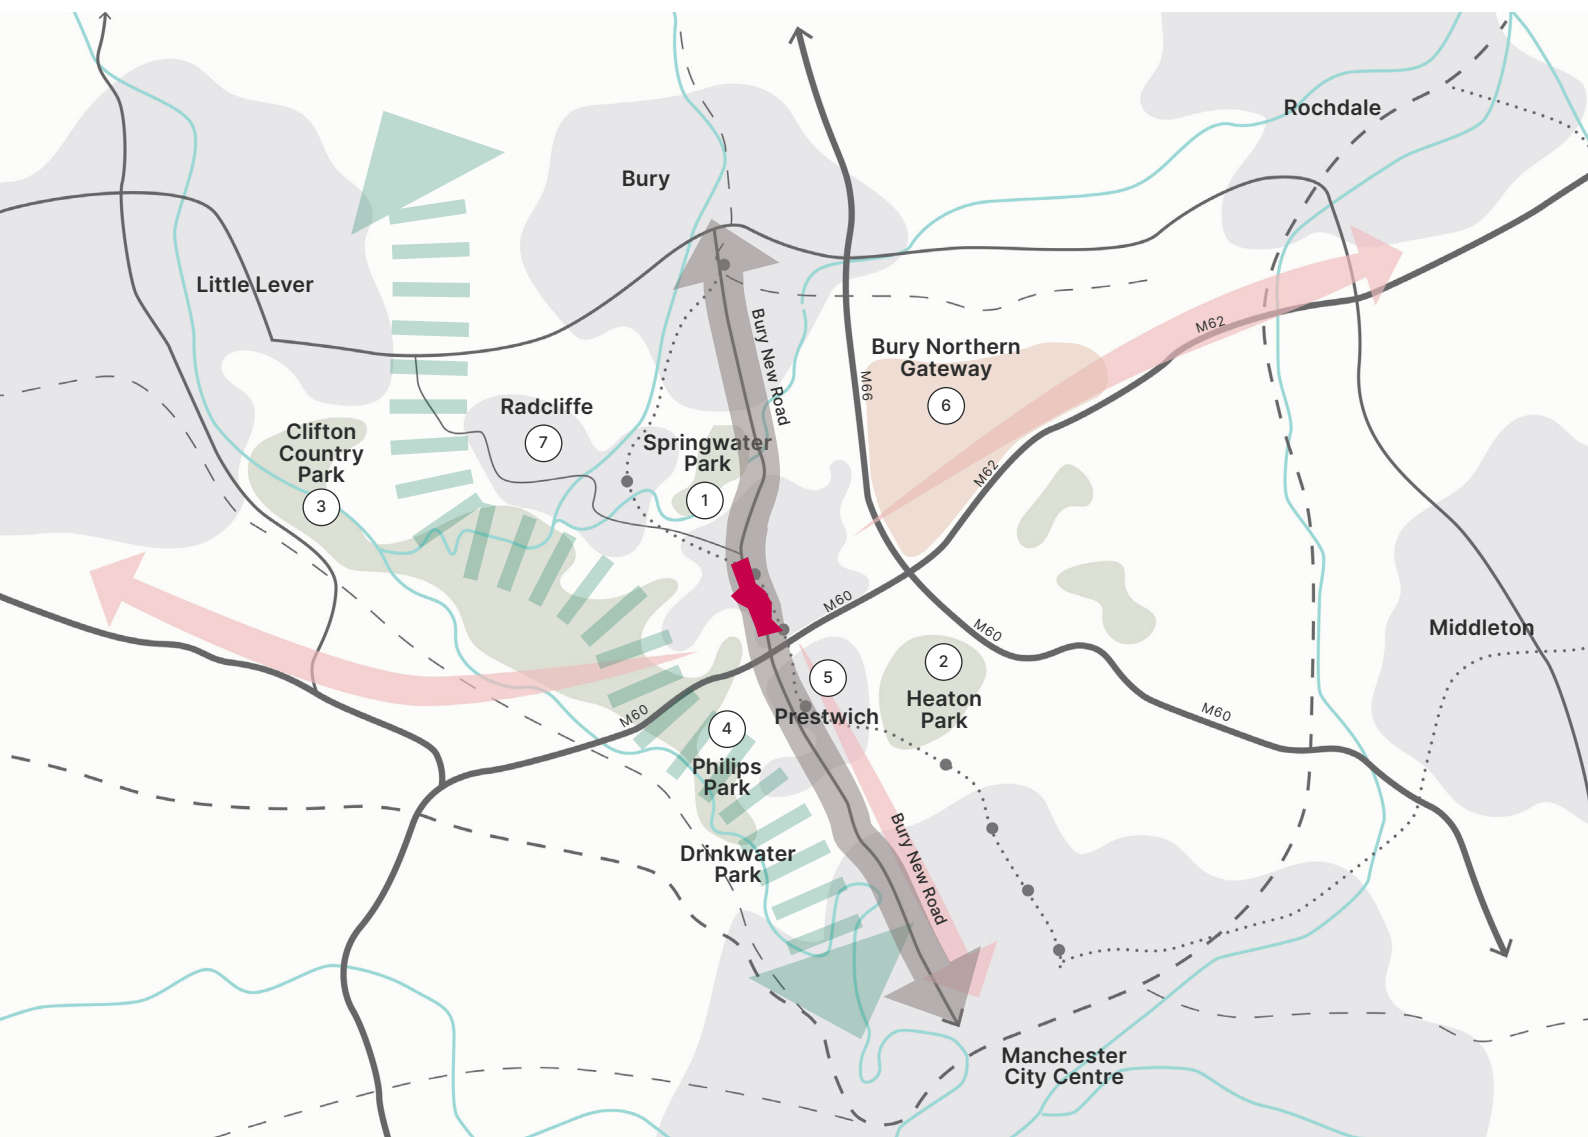 Rochdale
Bury
Little Lever
Bury New Road
M62
Bury Northern
Gateway
6
M66
Radcliffe
7
Springwater
Park
1
Clifton
Country
Park
3
M62
M60
M60
Middleton
2
Heaton
Park
5
Prestwich
M60
M60
4
Philips
Park
Drinkwater
Park
Bury New Road
Manchester
City Centre